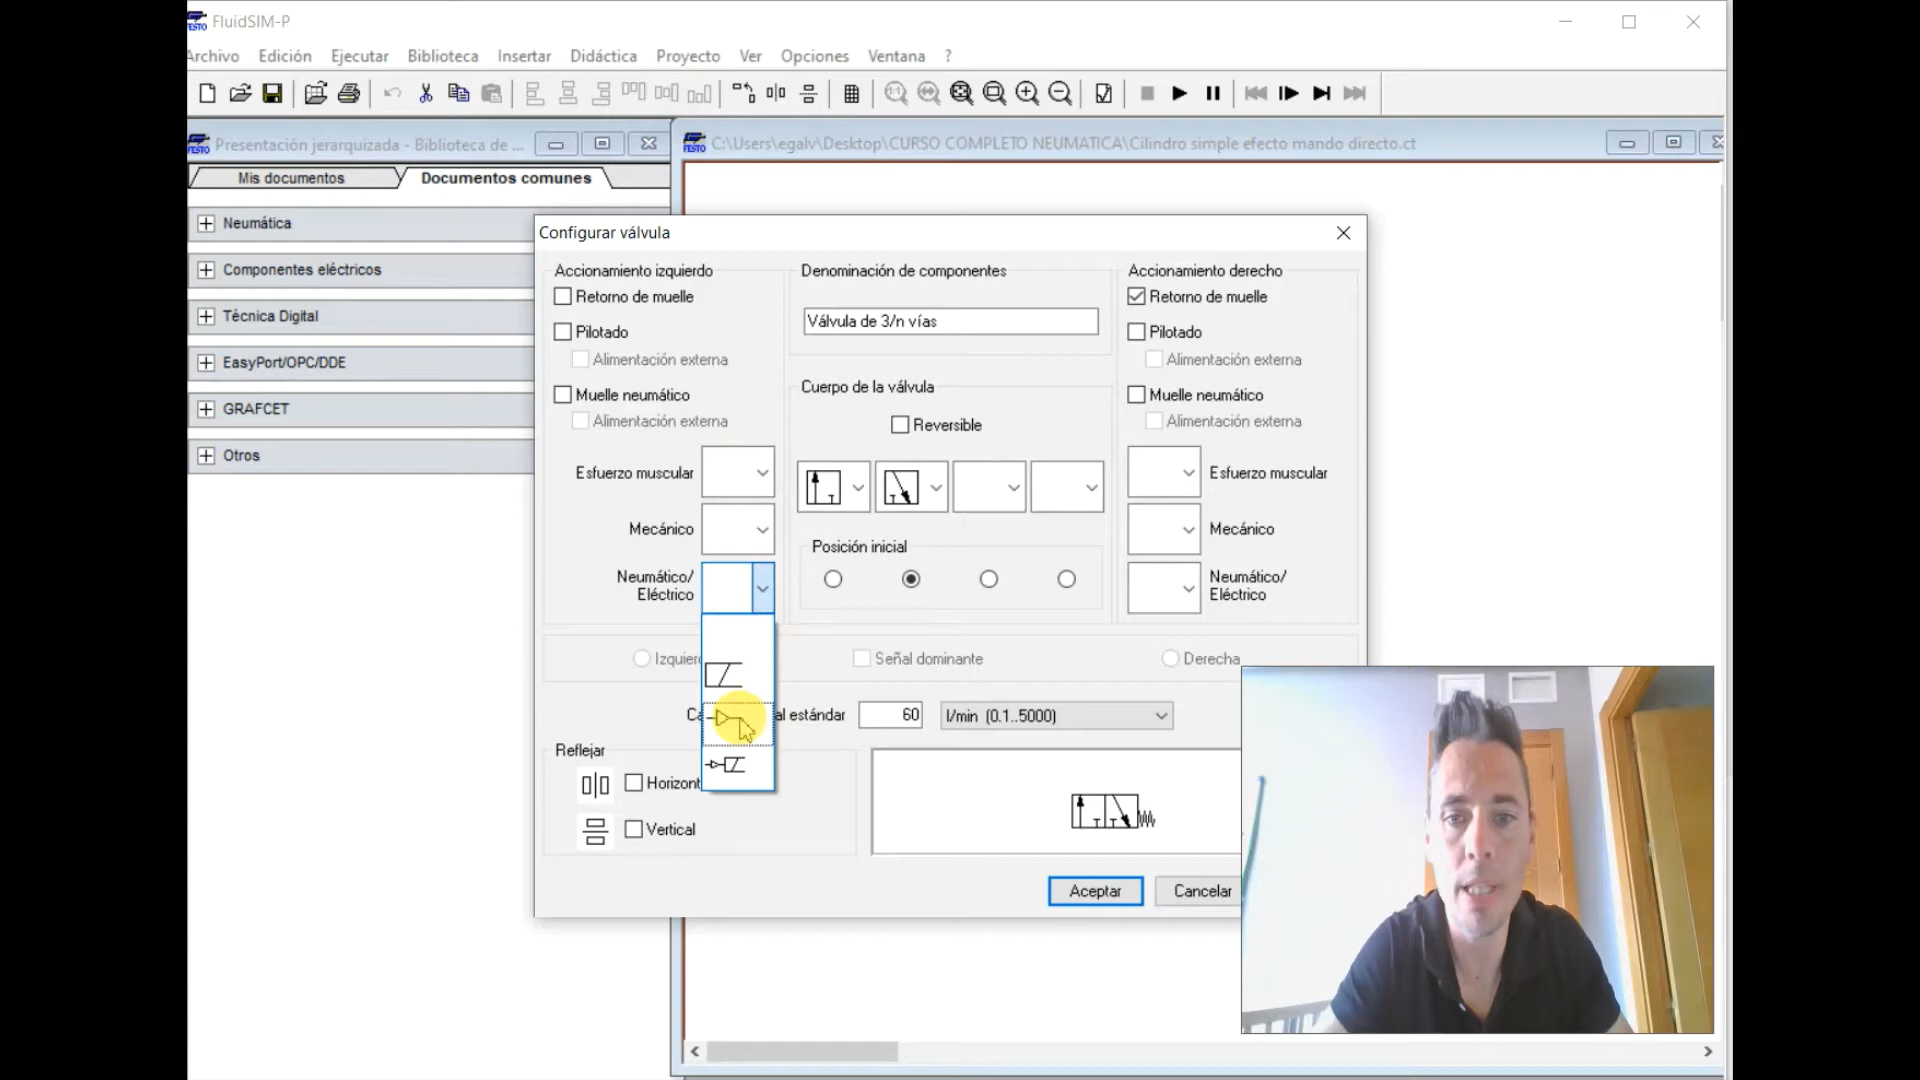 FESTO FluidSIM-P
Archivo Edición Ejecutar Biblioteca Insertar Didáctica Proyecto Ver Opciones Ventana ?
FESTO Presentación jerarquizada - Biblioteca de ...
FESTO C:\Users\egalv\Desktop\CURSO COMPLETO NEUMATICA\Cilindro simple efecto mando directo.ct
Mis documentos Documentos comunes
Neumática
Componentes eléctricos
Técnica Digital
EasyPort/OPC/DDE
GRAFCET
Otros
Configurar válvula
Accionamiento izquierdo
Retorno de muelle
Pilotado
Alimentación externa
Muelle neumático
Alimentación externa
Esfuerzo muscular
Mecánico
Neumático/
Eléctrico
Denominación de componentes
Válvula de 3/n vías
Cuerpo de la válvula
Reversible
Posición inicial
Accionamiento derecho
Retorno de muelle
Pilotado
Alimentación externa
Muelle neumático
Alimentación externa
Esfuerzo muscular
Mecánico
Neumático/
Eléctrico
Izquier Señal dominante Derecha
Ca al estándar 60 l/min (0.1..5000)
Reflejar
Horizont
Vertical
Aceptar Cancelar